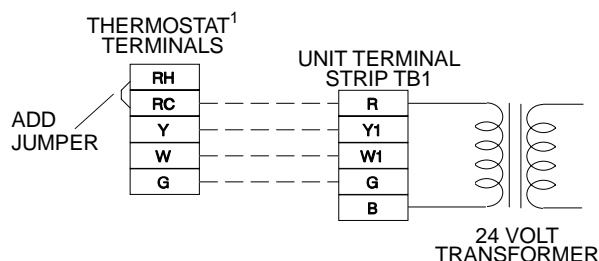 THERMOSTAT1
TERMINALS
UNIT TERMINAL
STRIP TB1
RH
RC
Y
W
G
ADD
JUMPER
R
Y1
W1
G
B
24 VOLT
TRANSFORMER